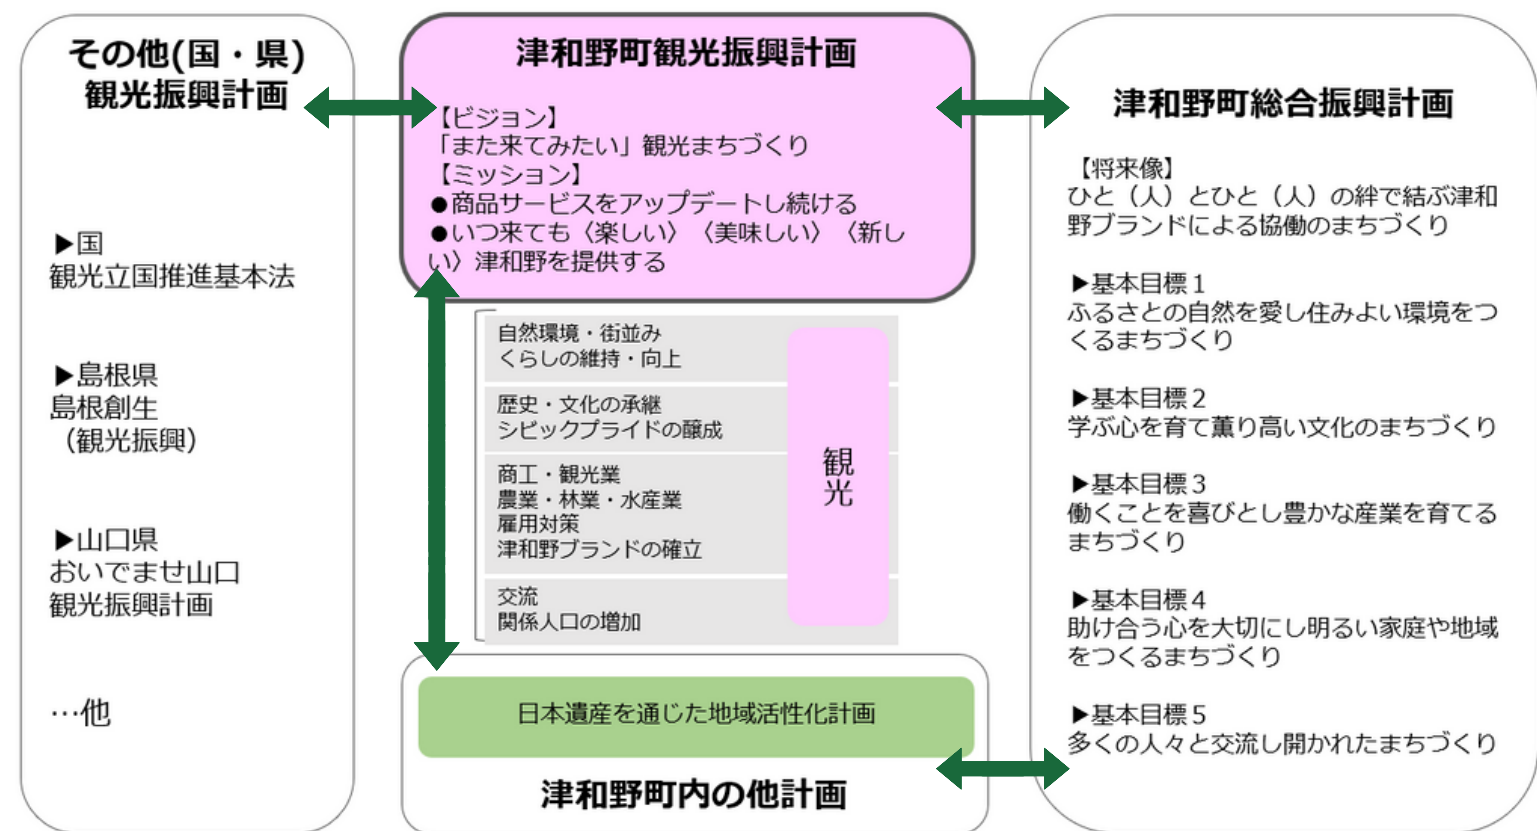 その他(国・県)
観光振興計画
▶国
観光立国推進基本法
▶島根県
島根創生
（観光振興）
▶山口県
おいでませ山口
観光振興計画
…他
津和野町観光振興計画
【ビジョン】
「また来てみたい」観光まちづくり
【ミッション】
●商品サービスをアップデートし続ける
●いつ来ても〈楽しい〉〈美味しい〉〈新し
い〉津和野を提供する
自然環境・街並み
くらしの維持・向上
歴史・文化の承継
シビックプライドの醸成
商工・観光業
農業・林業・水産業
雇用対策
津和野ブランドの確立
交流
関係人口の増加
観光
日本遺産を通じた地域活性化計画
津和野町内の他計画
津和野町総合振興計画
【将来像】
ひと（人）とひと（人）の絆で結ぶ津和
野ブランドによる協働のまちづくり
▶基本目標１
ふるさとの自然を愛し住みよい環境をつ
くるまちづくり
▶基本目標２
学ぶ心を育て薫り高い文化のまちづくり
▶基本目標３
働くことを喜びとし豊かな産業を育てる
まちづくり
▶基本目標４
助け合う心を大切にし明るい家庭や地域
をつくるまちづくり
▶基本目標５
多くの人々と交流し開かれたまちづくり